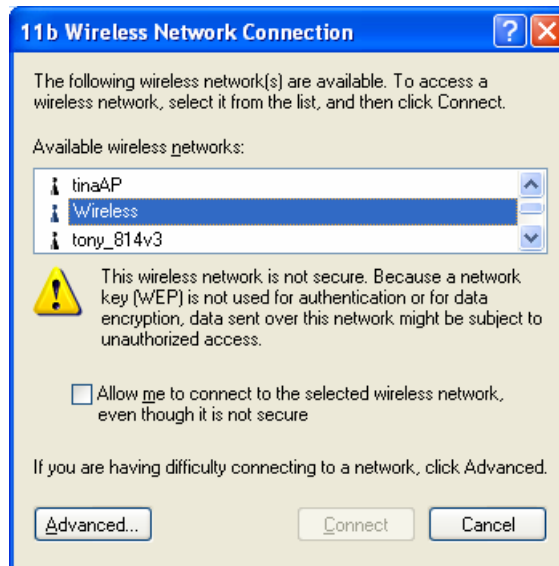 11b Wireless Network Connection
The following wireless network(s) are available. To access a
wireless network, select it from the list, and then click Connect.
Available wireless networks:
tinaAP
Wireless
tony_814v3
This wireless network is not secure. Because a network
key (WEP) is not used for authentication or for data
encryption, data sent over this network might be subject to
unauthorized access.
Allow me to connect to the selected wireless network,
even though it is not secure
If you are having difficulty connecting to a network, click Advanced.
Advanced... Connect Cancel